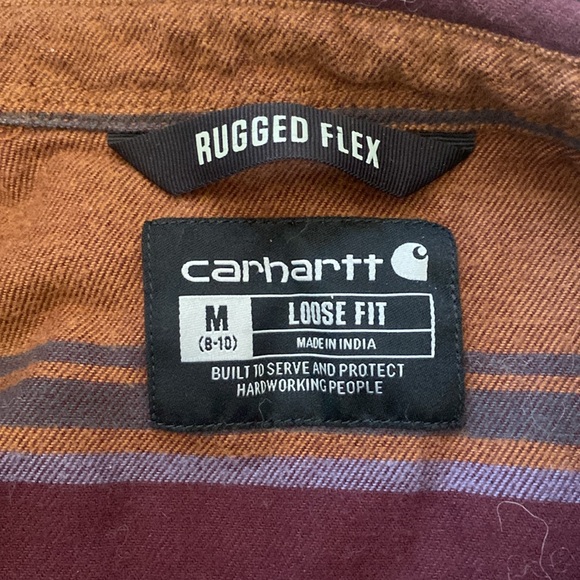 RUGGED FLEX
carhartt
M
(8-10)
LOOSE FIT
MADE IN INDIA
BUILT TO SERVE AND PROTECT
HARDWORKING PEOPLE